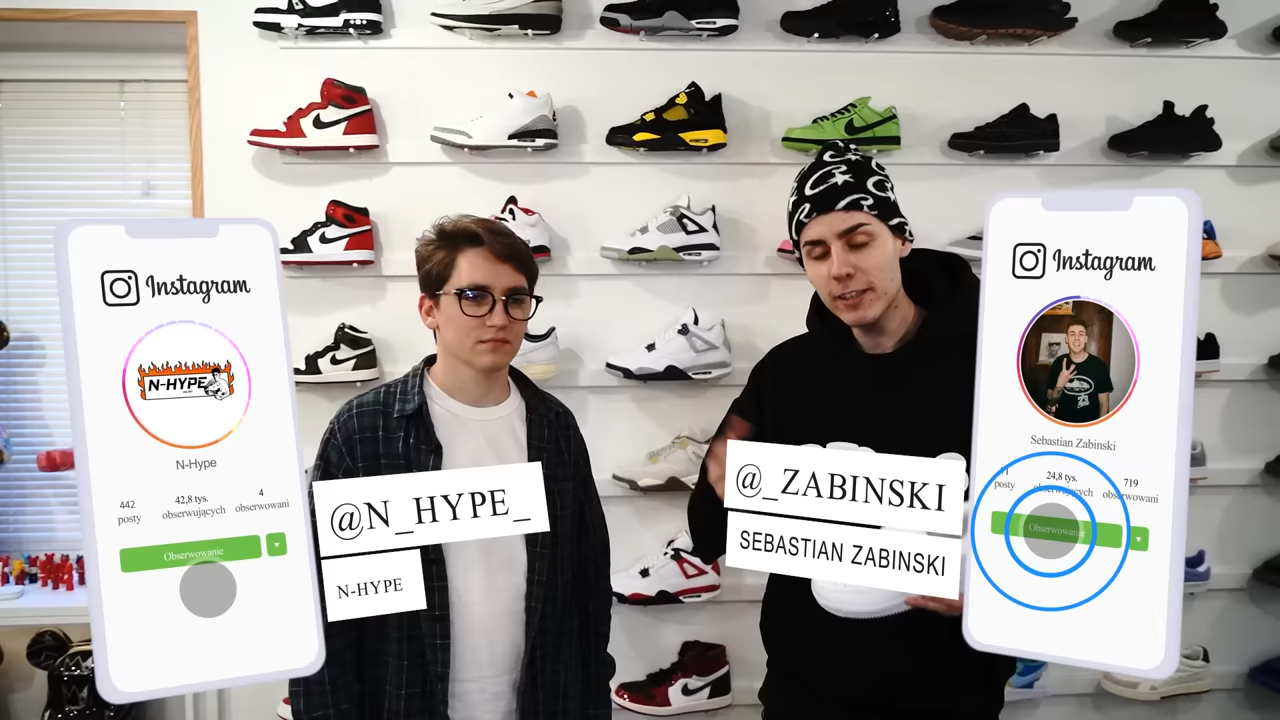 Instagram
N-HYPE
N-Hype
442
posty
42,8 tys.
obserwujących
4
obserwowani
Obserwowanie
@N_HYPE_
N-HYPE
@_ZABINSKI
SEBASTIAN ZABINSKI
Instagram
Sebastian Zabinski
posty
24,8 tys.
obserwujących
719
obserwowani
Obserwowanie